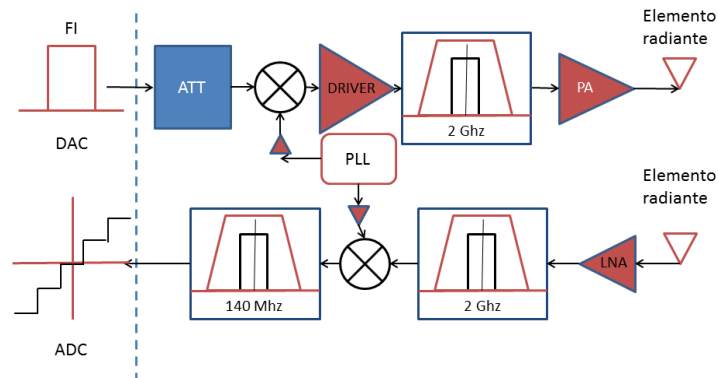 FI
DAC
ATT
DRIVER
2 Ghz
PA
Elemento
radiante
PLL
Elemento
radiante
LNA
2 Ghz
140 Mhz
ADC